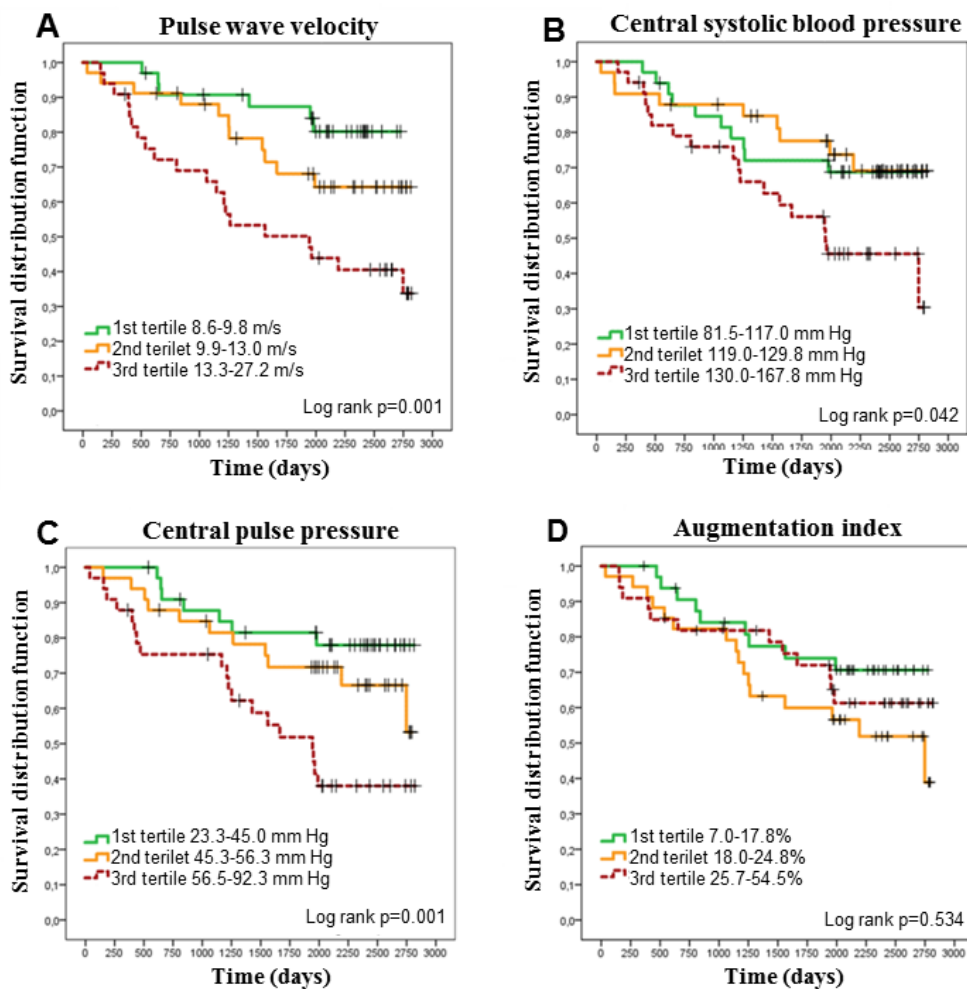 A
Pulse wave velocity
Survival distribution function
1,0
0,9
0,8
0,7
0,6
0,5
0,4
0,3
0,2
0,1
0,0
1st tertile 8.6-9.8 m/s
2nd terilet 9.9-13.0 m/s
3rd tertile 13.3-27.2 m/s
Log rank p=0.001
0 250 500 750 1000 1250 1500 1750 2000 2250 2500 2750 3000
Time (days)
B
Central systolic blood pressure
Survival distribution function
1,0
0,9
0,8
0,7
0,6
0,5
0,4
0,3
0,2
0,1
0,0
1st tertile 81.5-117.0 mm Hg
2nd terilet 119.0-129.8 mm Hg
3rd tertile 130.0-167.8 mm Hg
Log rank p=0.042
0 250 500 750 1000 1250 1500 1750 2000 2250 2500 2750 3000
Time (days)
C
Central pulse pressure
Survival distribution function
1,0
0,9
0,8
0,7
0,6
0,5
0,4
0,3
0,2
0,1
0,0
1st tertile 23.3-45.0 mm Hg
2nd terilet 45.3-56.3 mm Hg
3rd tertile 56.5-92.3 mm Hg
Log rank p=0.001
0 250 500 750 1000 1250 1500 1750 2000 2250 2500 2750 3000
Time (days)
D
Augmentation index
Survival distribution function
1,0
0,9
0,8
0,7
0,6
0,5
0,4
0,3
0,2
0,1
0,0
1st tertile 7.0-17.8%
2nd terilet 18.0-24.8%
3rd tertile 25.7-54.5%
Log rank p=0.534
0 250 500 750 1000 1250 1500 1750 2000 2250 2500 2750 3000
Time (days)